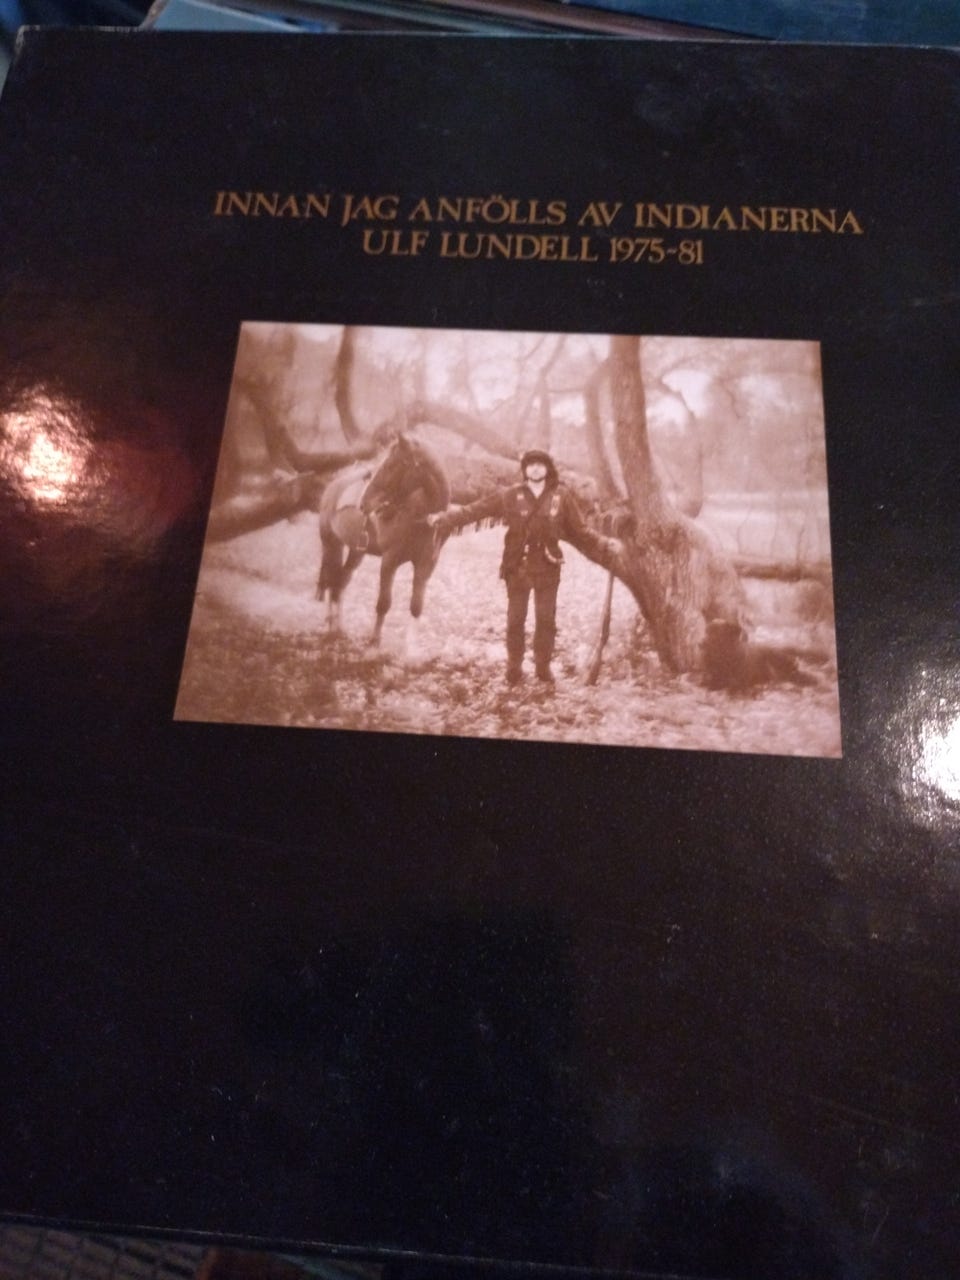 INNAN JAG ANFÖLLS AV INDIANERNA
ULF LUNDELL 1975-81